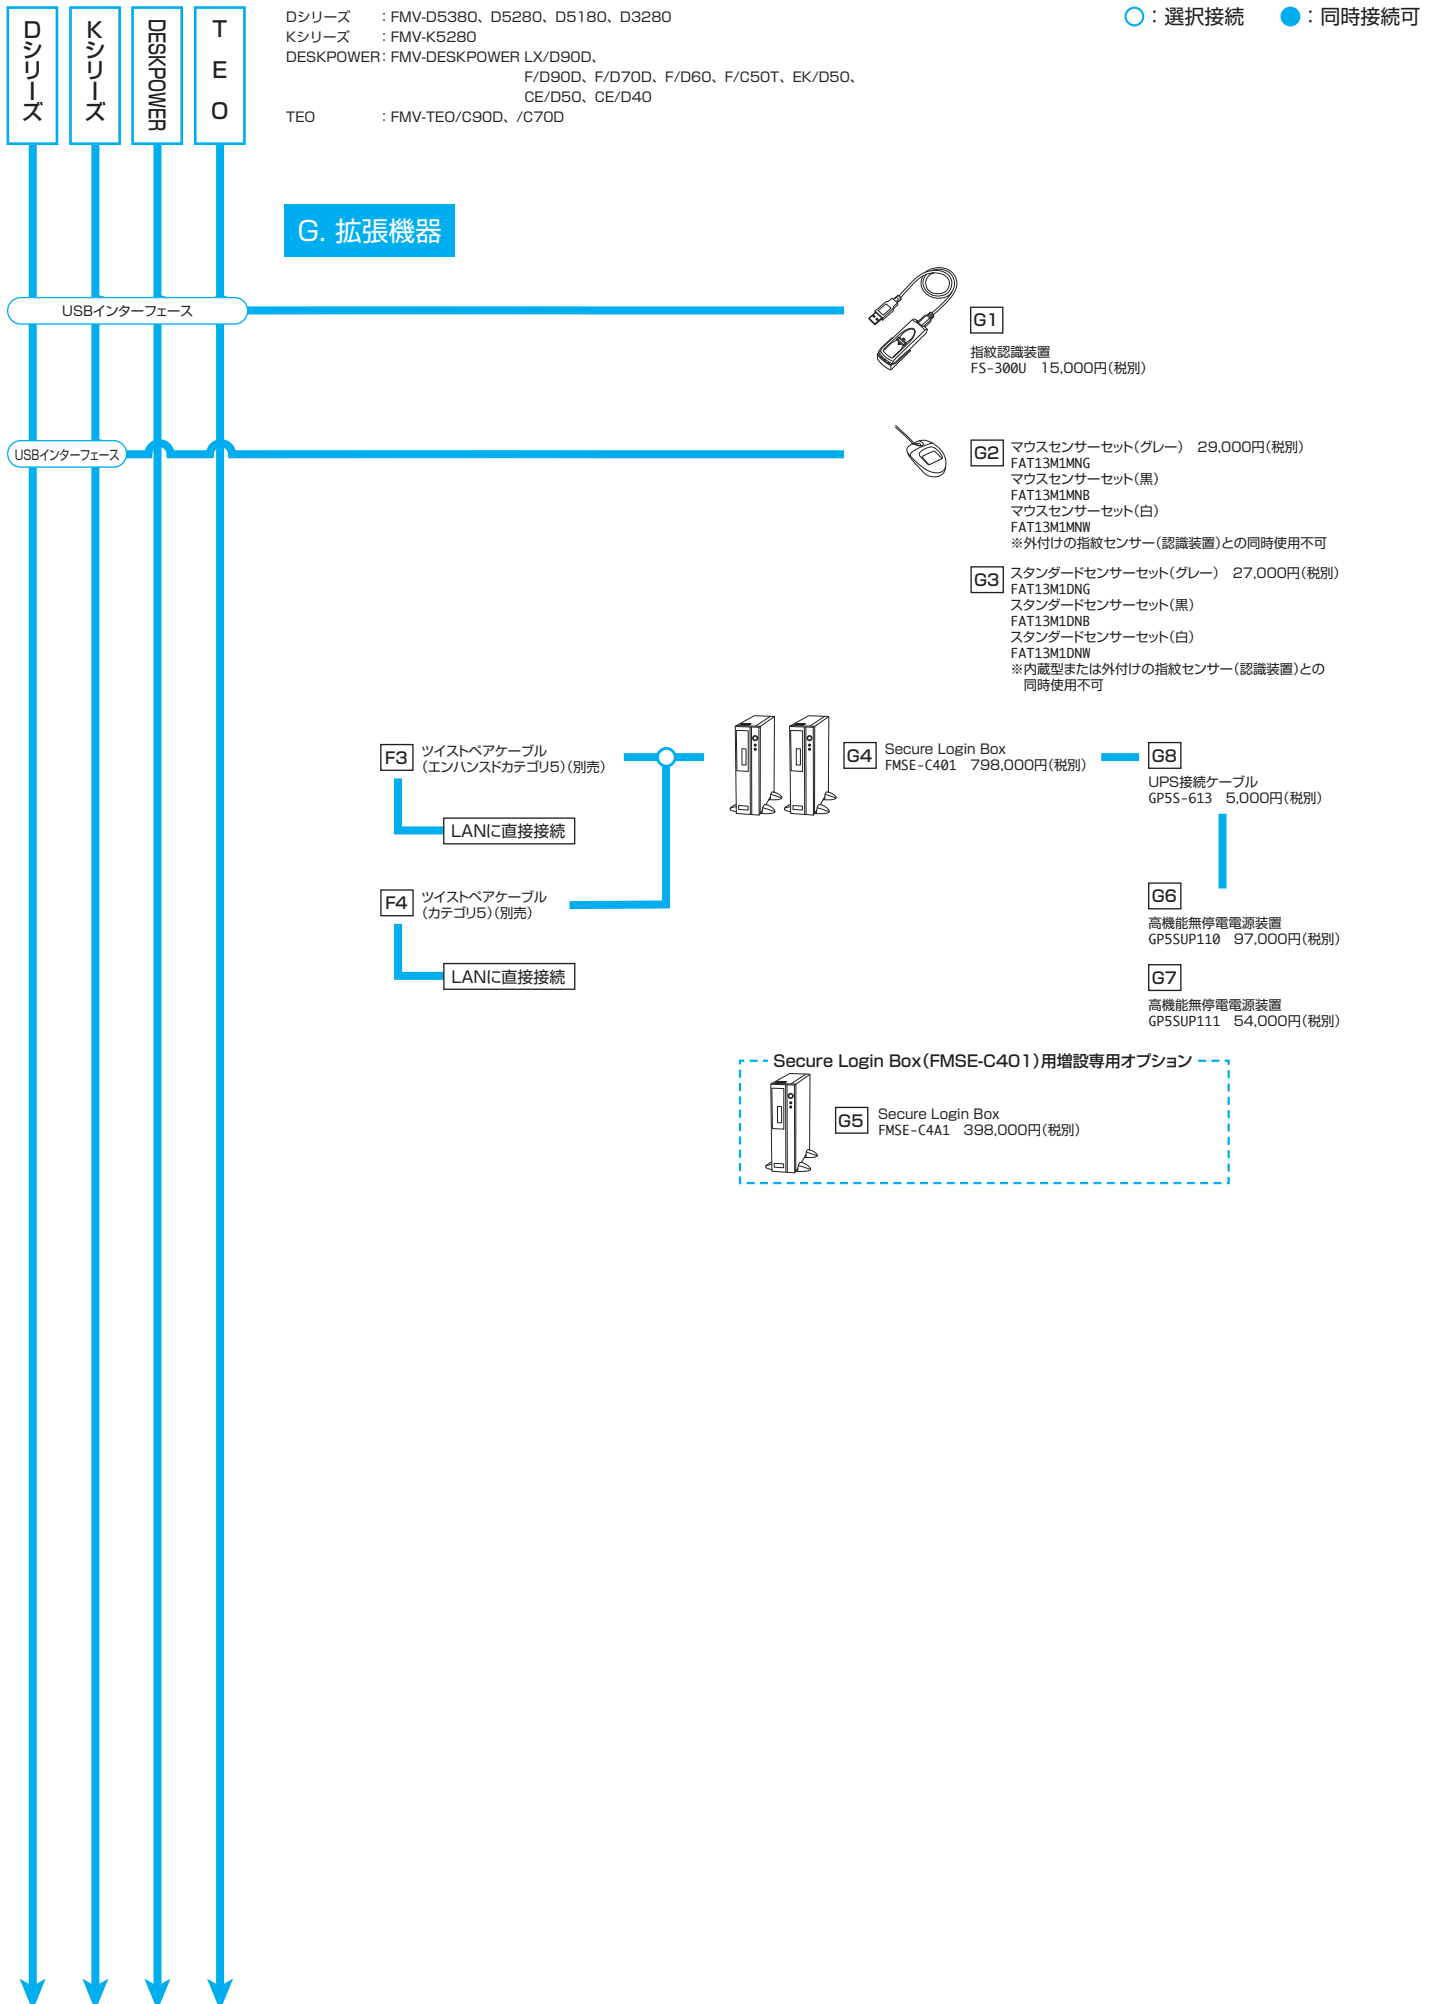 Dシリーズ
Kシリーズ
DESKPOWER
TEO
Dシリーズ ：FMV-D5380、D5280、D5180、D3280
Kシリーズ ：FMV-K5280
DESKPOWER：FMV-DESKPOWER LX/D90D、
F/D90D、F/D70D、F/D60、F/C50T、EK/D50、
CE/D50、CE/D40
TEO ：FMV-TEO/C90D、/C70D
○：選択接続 ●：同時接続可
G. 拡張機器
USBインターフェース
G1
指紋認識装置
FS-300U 15,000円（税別）
USBインターフェース
G2 マウスセンサーセット（グレー） 29,000円（税別）
FAT13M1MNG
マウスセンサーセット（黒）
FAT13M1MNB
マウスセンサーセット（白）
FAT13M1MNW
※外付けの指紋センサー（認識装置）との同時使用不可
G3 スタンダードセンサーセット（グレー） 27,000円（税別）
FAT13M1DNG
スタンダードセンサーセット（黒）
FAT13M1DNB
スタンダードセンサーセット（白）
FAT13M1DNW
※内蔵型または外付けの指紋センサー（認識装置）との
同時使用不可
F3 ツイストペアケーブル
（エンハンスドカテゴリ5）（別売）
LANに直接接続
F4 ツイストペアケーブル
（カテゴリ5）（別売）
LANに直接接続
G4 Secure Login Box
FMSE-C401 798,000円（税別）
G8
UPS接続ケーブル
GP5S-613 5,000円（税別）
G6
高機能無停電電源装置
GP5SUP110 97,000円（税別）
G7
高機能無停電電源装置
GP5SUP111 54,000円（税別）
Secure Login Box（FMSE-C401）用増設専用オプション
G5 Secure Login Box
FMSE-C4A1 398,000円（税別）